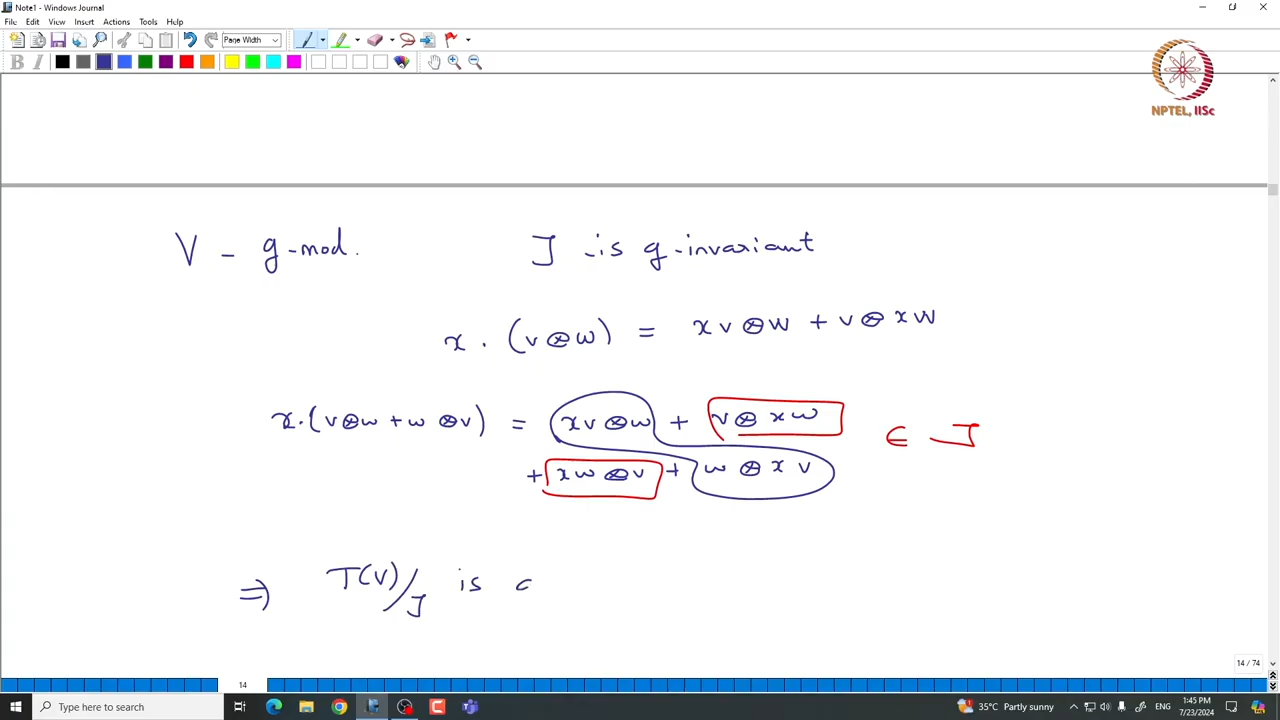 Note1 - Windows Journal
File Edit View Insert Actions Tools Help
Page Width
B I
NPTEL, IISc
V - g-mod. J is g-invariant
x . (v⊗w) = xv⊗w + v⊗xw
x.(v⊗w + w⊗v) = xv⊗w + v⊗xw ∈ J
+ xw⊗v + w⊗xv
⇒ T(V)/J is a
14 / 74
14
Type here to search
35°C Partly sunny
ENG
1:45 PM
7/23/2024